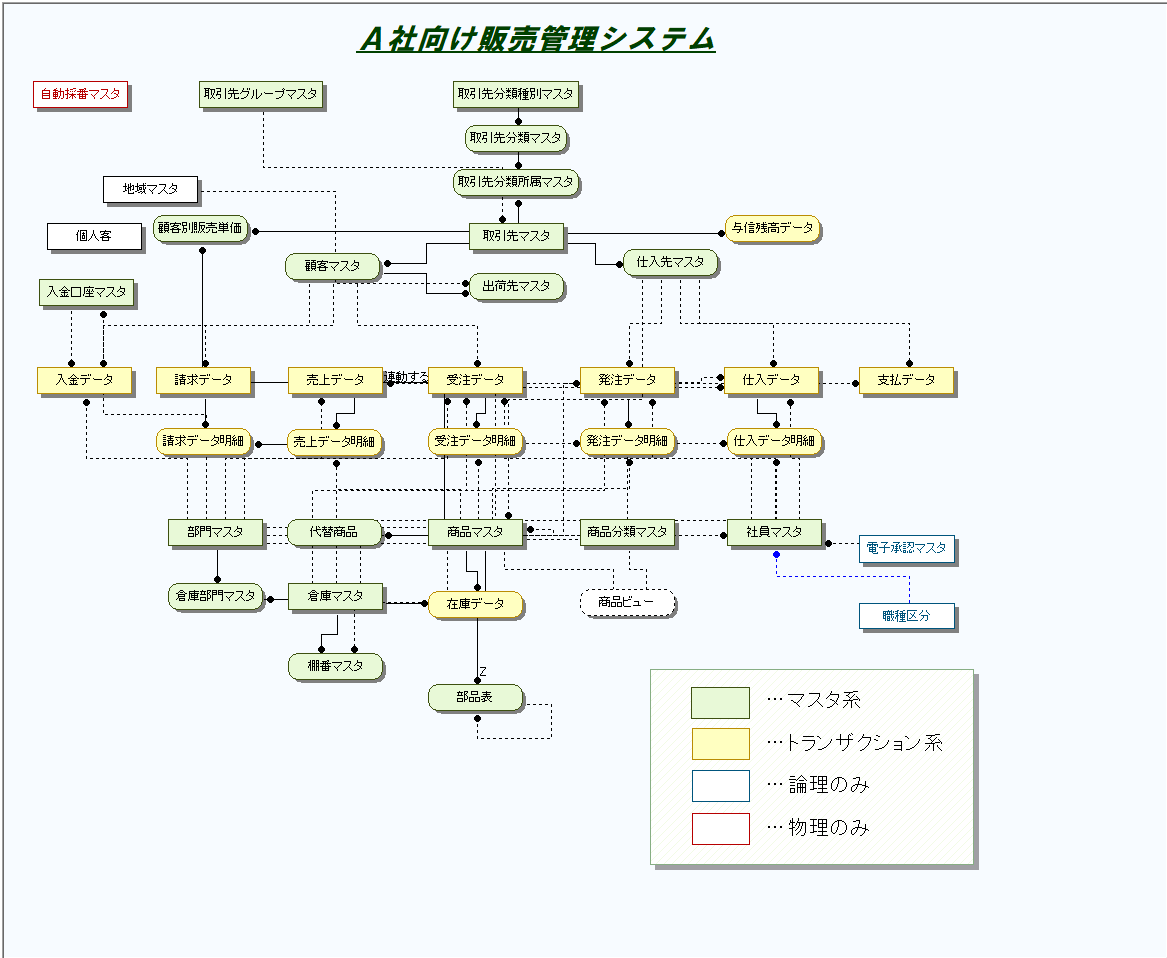 A社向け販売管理システム
自動採番マスタ
取引先グループマスタ
取引先分類種別マスタ
取引先分類マスタ
取引先分類所属マスタ
地域マスタ
個人客
顧客別販売単価
取引先マスタ
与信残高データ
顧客マスタ
仕入先マスタ
入金口座マスタ
出荷先マスタ
入金データ
請求データ
売上データ
連動する
受注データ
発注データ
仕入データ
支払データ
請求データ明細
売上データ明細
受注データ明細
発注データ明細
仕入データ明細
部門マスタ
代替商品
商品マスタ
商品分類マスタ
社員マスタ
電子承認マスタ
倉庫部門マスタ
倉庫マスタ
在庫データ
商品ビュー
職種区分
棚番マスタ
Z
部品表
…マスタ系
…トランザクション系
…論理のみ
…物理のみ